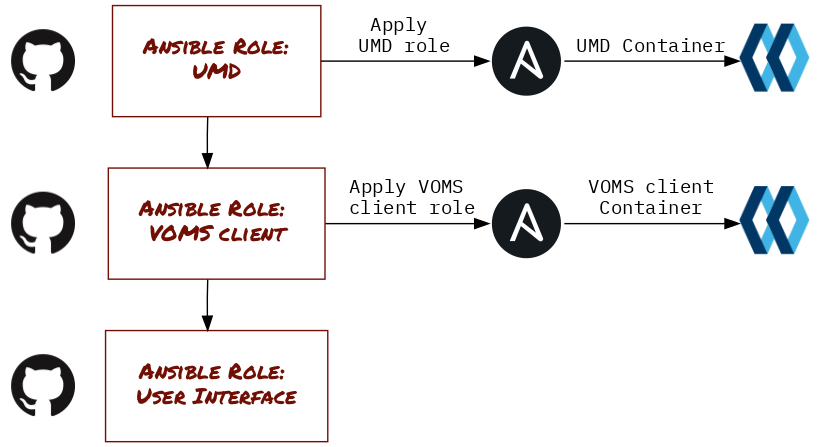 Ansible Role:
UMD
Apply
UMD role
UMD Container
Ansible Role:
VOMS client
Apply VOMS
client role
VOMS client
Container
Ansible Role:
User Interface